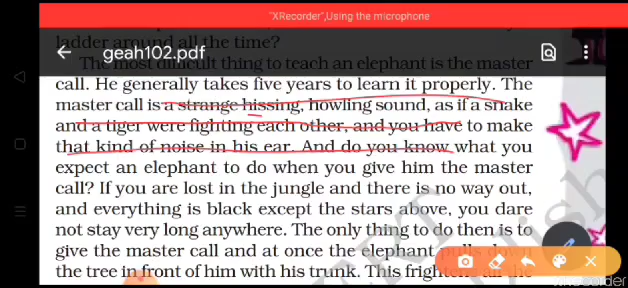 "XRecorder",Using the microphone
ladder around all the time?
geah102.pdf
The most difficult thing to teach an elephant is the master
call. He generally takes five years to learn it properly. The
master call is a strange hissing, howling sound, as if a snake
and a tiger were fighting each other, and you have to make
that kind of noise in his ear. And do you know what you
expect an elephant to do when you give him the master
call? If you are lost in the jungle and there is no way out,
and everything is black except the stars above, you dare
not stay very long anywhere. The only thing to do then is to
give the master call and at once the elephant pulls down
the tree in front of him with his trunk. This frightens all the